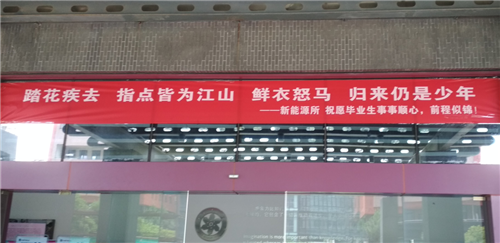 踏花疾去 指点皆为江山 鲜衣怒马 归来仍是少年
——新能源所 祝愿毕业生事事顺心，前程似锦！